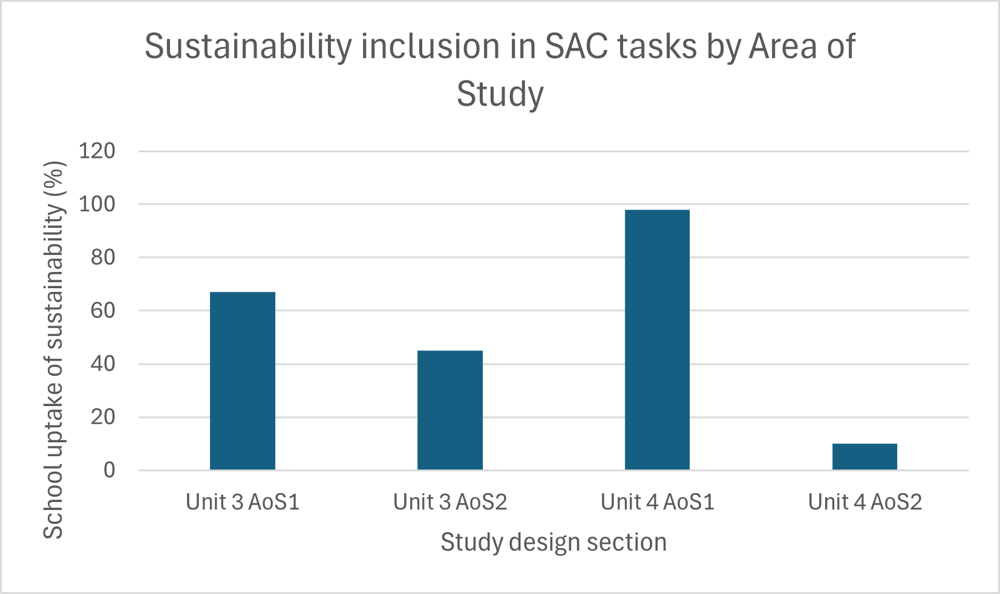 Sustainability inclusion in SAC tasks by Area of
Study
School uptake of sustainability (%)
120
100
80
60
40
20
0
Unit 3 AoS1
Unit 3 AoS2
Unit 4 AoS1
Unit 4 AoS2
Study design section